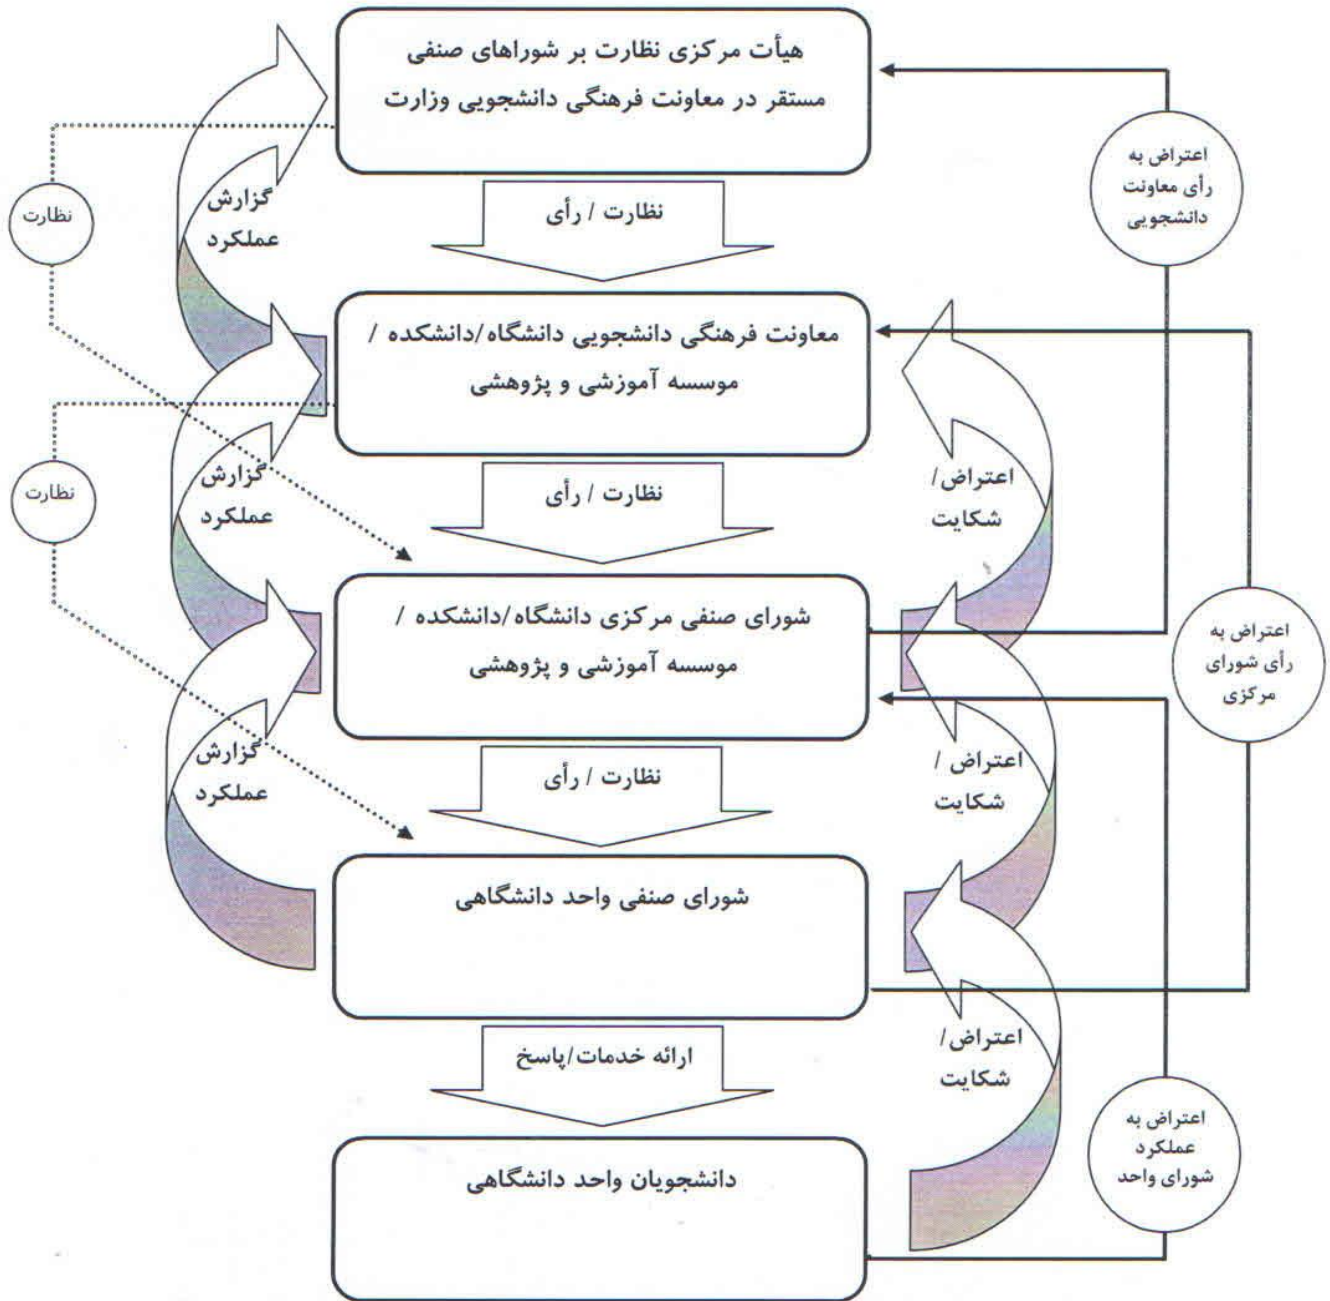 هیأت مرکزی نظارت بر شوراهای صنفی
مستقر در معاونت فرهنگی دانشجویی وزارت
اعتراض به
رأی معاونت
دانشجویی
گزارش
عملکرد
نظارت
نظارت / رأی
معاونت فرهنگی دانشجویی دانشگاه/دانشکده /
موسسه آموزشی و پژوهشی
اعتراض/
شکایت
نظارت / رأی
گزارش
عملکرد
نظارت
شورای صنفی مرکزی دانشگاه/دانشکده /
موسسه آموزشی و پژوهشی
اعتراض به
رأی شورای
مرکزی
اعتراض /
شکایت
نظارت / رأی
گزارش
عملکرد
شورای صنفی واحد دانشگاهی
اعتراض/
شکایت
ارائه خدمات/پاسخ
اعتراض به
عملکرد
شورای واحد
دانشجویان واحد دانشگاهی